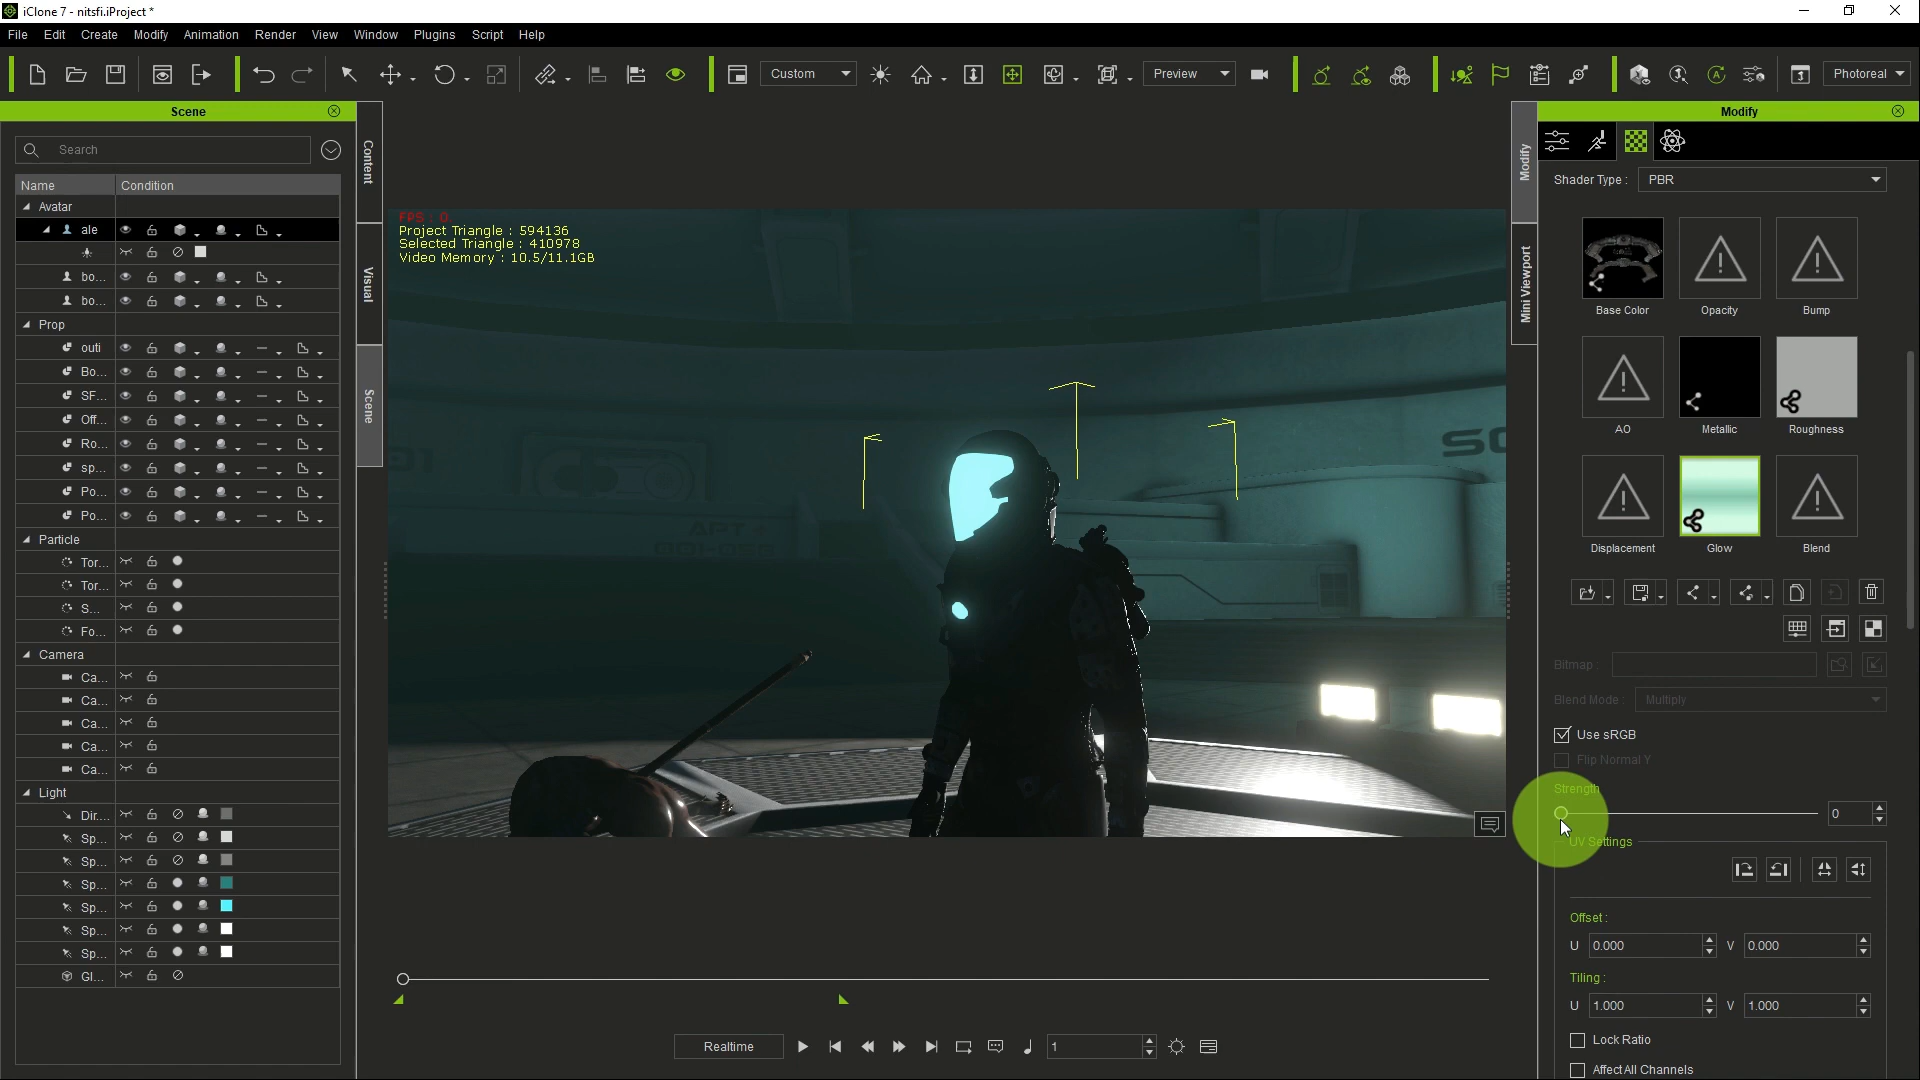 iClone 7 - nitsfi.iProject *
File Edit Create Modify Animation Render View Window Plugins Script Help
Custom
Preview
Photoreal
Scene
Search
Name Condition
Avatar
ale
bo...
bo...
Prop
outi
Bo...
SF...
Off...
Ro...
sp...
Po...
Po...
Particle
Tor...
Tor...
S...
Fo...
Camera
Ca...
Ca...
Ca...
Ca...
Ca...
Light
Dir....
Sp...
Sp...
Sp...
Sp...
Sp...
Sp...
Gl...
Content
Visual
Scene
FPS : 0.
Project Triangle : 594136
Selected Triangle : 410978
Video Memory : 10.5/11.1GB
Realtime
1
Modify
Mini Viewport
Modify
Shader Type : PBR
Base Color Opacity Bump
AO Metallic Roughness
Displacement Glow Blend
Bitmap :
Blend Mode : Multiply
Use sRGB
Flip Normal Y
Strength
0
UV Settings
Offset :
U 0.000 V 0.000
Tiling :
U 1.000 V 1.000
Lock Ratio
Affect All Channels